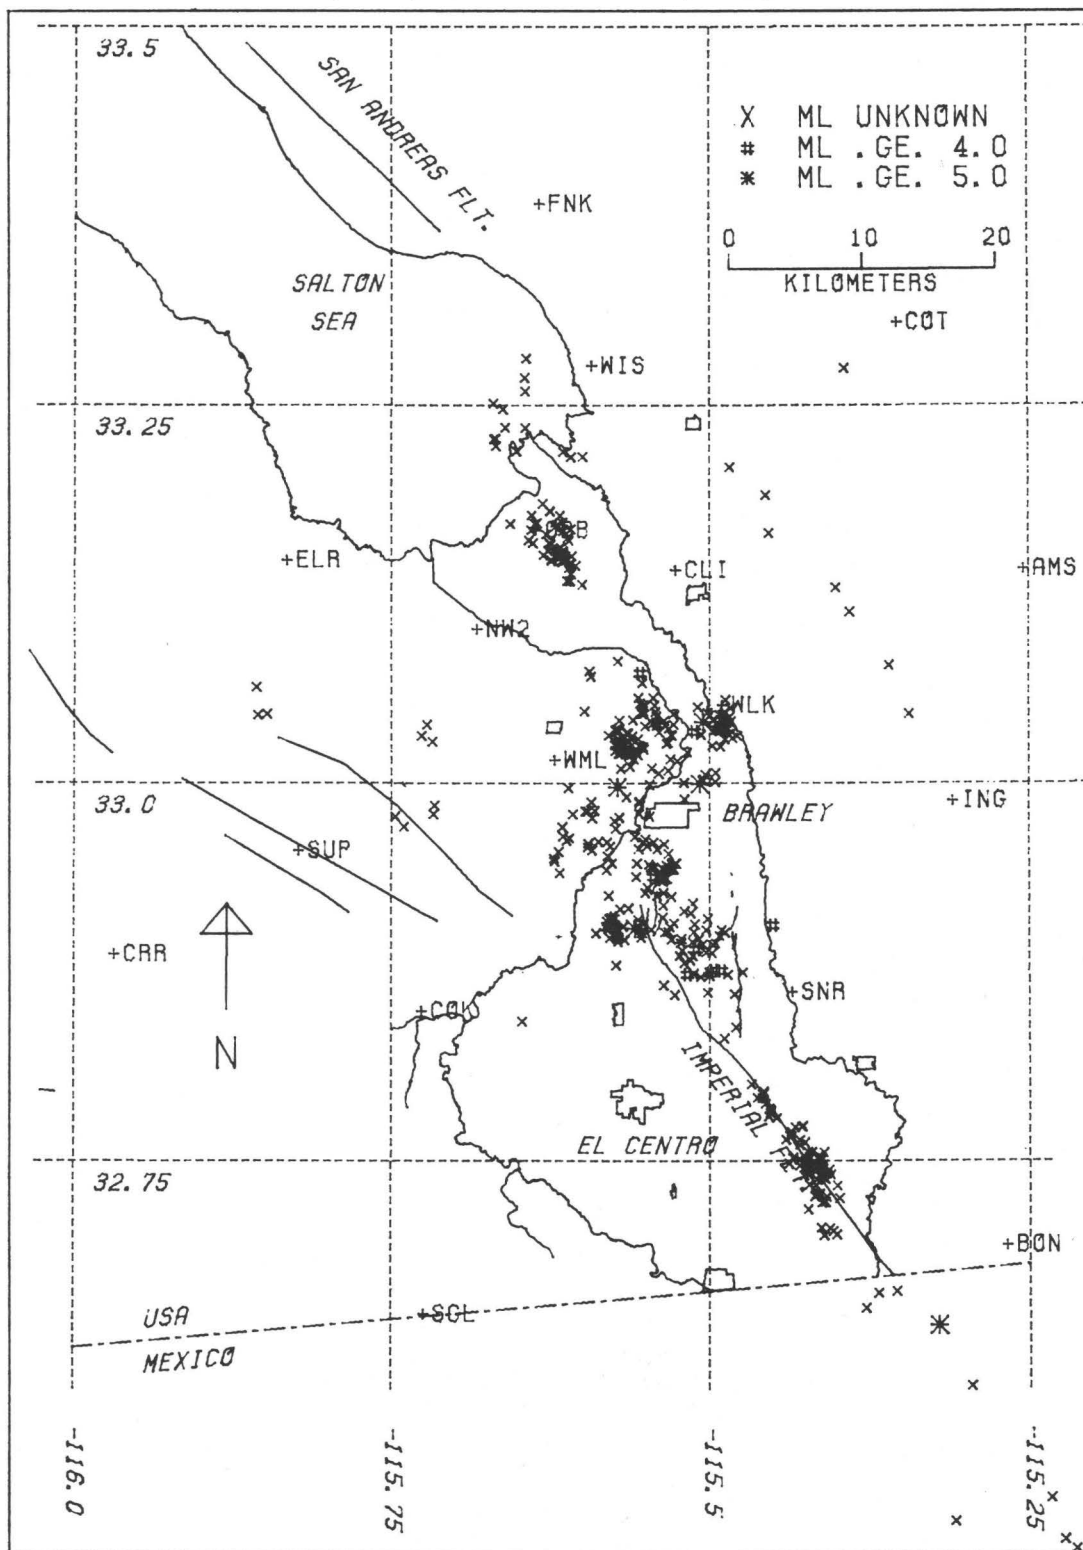 33.5
SAN ANDREAS FLT.
X ML UNKNOWN
# ML .GE. 4.0
* ML .GE. 5.0
+FNK
0 10 20
KILOMETERS
SALTON
SEA
+COT
+WIS
33.25
+ELR
+CLI
+AMS
+NW2
+WLK
+WML
33.0
+ING
BRAWLEY
+SUP
+CRR
+SNR
N
IMPERIAL
EL CENTRO
32.75
+BON
USA
MEXICO
-116.0
-115.75
-115.5
-115.25